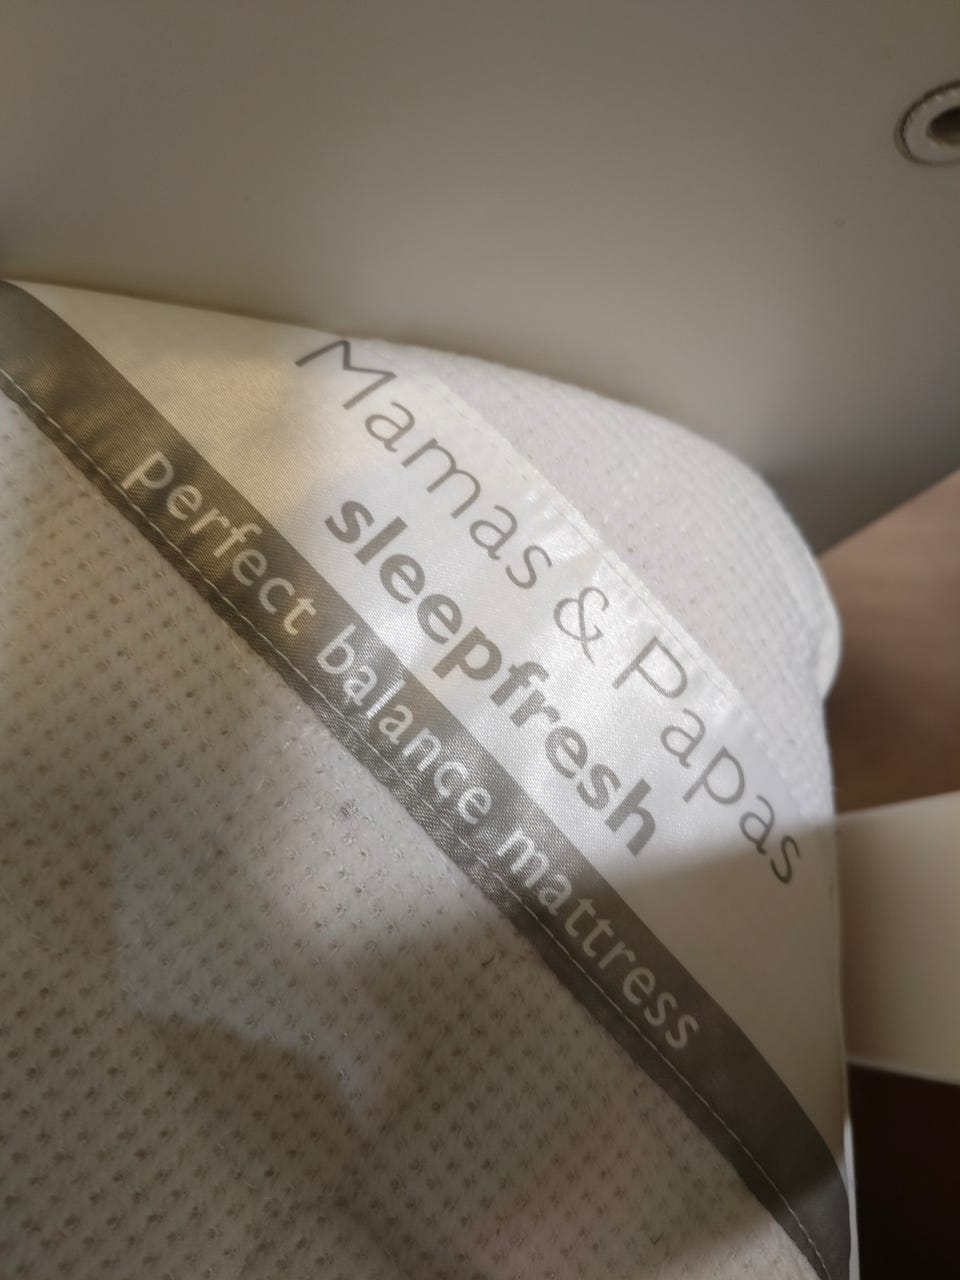 Mamas & Papas
sleepfresh
perfect balance mattress